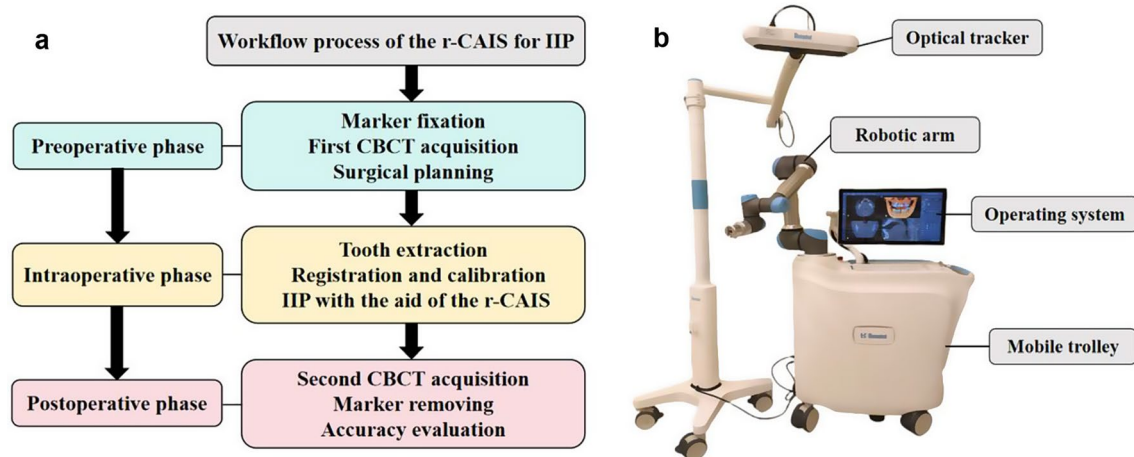 a
Workflow process of the r-CAIS for IIP
Preoperative phase
Marker fixation
First CBCT acquisition
Surgical planning
Intraoperative phase
Tooth extraction
Registration and calibration
IIP with the aid of the r-CAIS
Postoperative phase
Second CBCT acquisition
Marker removing
Accuracy evaluation
b
Optical tracker
Robotic arm
Operating system
Mobile trolley